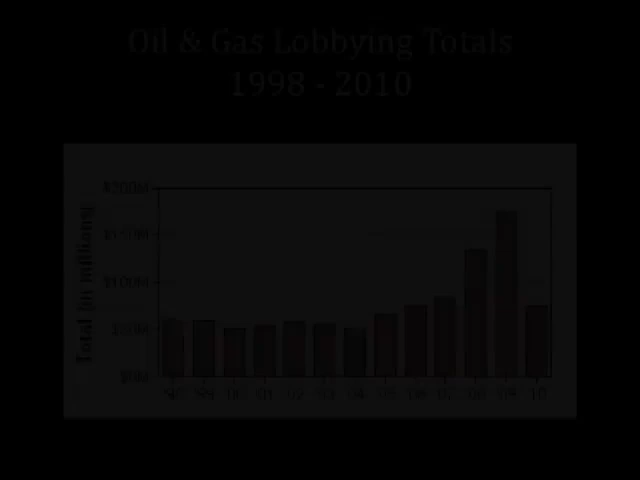 Oil & Gas Lobbying Totals
1998 - 2010
Total (in millions)
$200M
$150M
$100M
$50M
$0M
'98 '99 '00 '01 '02 '03 '04 '05 '06 '07 '08 '09 '10